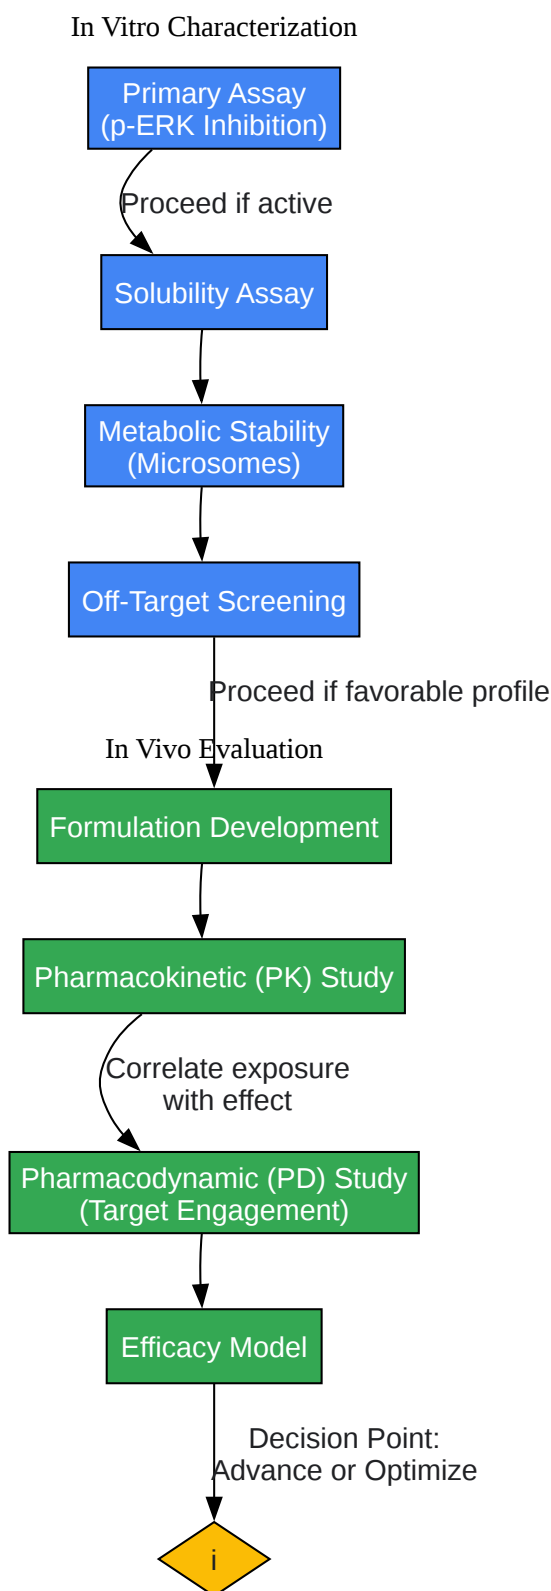 In Vitro Characterization
Primary Assay
(p-ERK Inhibition)
Proceed if active
Solubility Assay
Metabolic Stability
(Microsomes)
Off-Target Screening
Proceed if favorable profile
In Vivo Evaluation
Formulation Development
Pharmacokinetic (PK) Study
Correlate exposure
with effect
Pharmacodynamic (PD) Study
(Target Engagement)
Efficacy Model
Decision Point:
Advance or Optimize
i